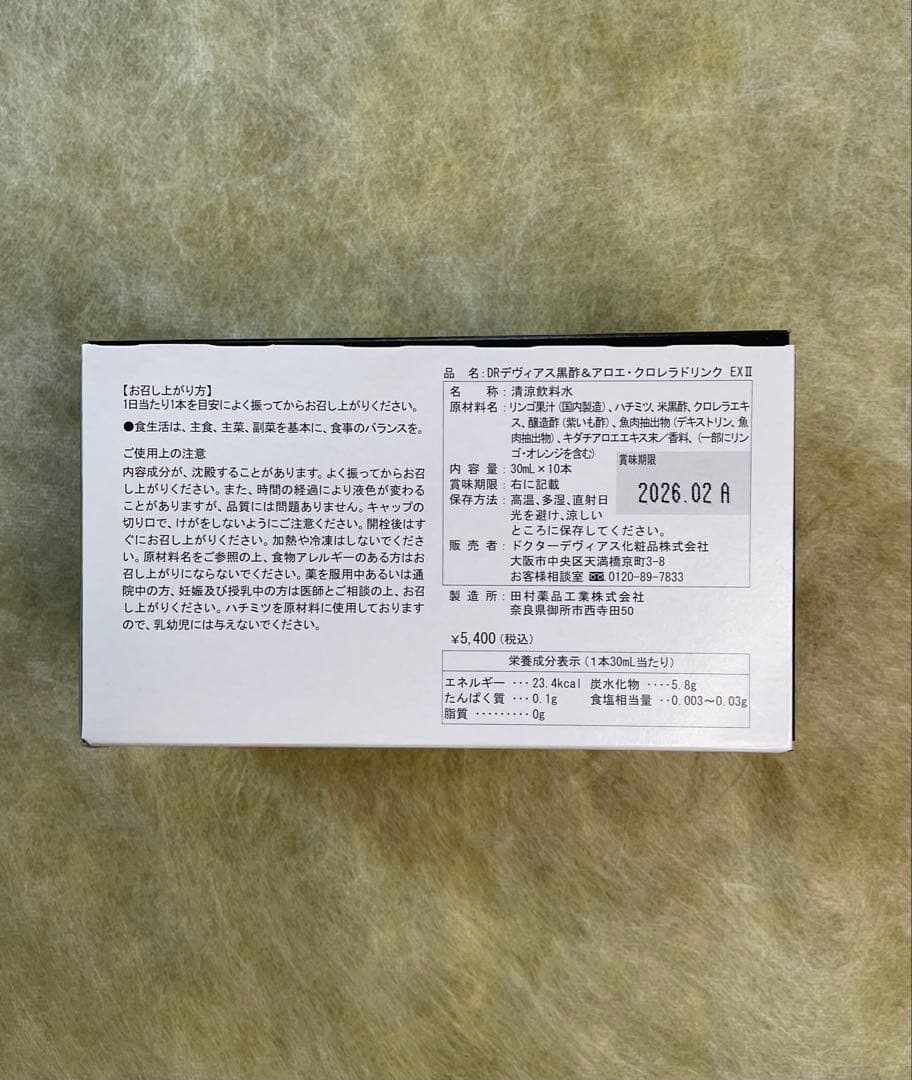 【お召し上がり方】
1日当たり1本を目安によく振ってからお召し上がりください。
●食生活は、主食、主菜、副菜を基本に、食事のバランスを。
ご使用上の注意
内容成分が、沈殿することがあります。よく振ってからお召
し上がりください。また、時間の経過により液色が変わる
ことがありますが、品質には問題ありません。キャップの
切り口で、けがをしないようにご注意ください。開栓後はす
ぐにお召し上がりください。加熱や冷凍はしないでくださ
い。原材料名をご参照の上、食物アレルギーのある方はお
召し上がりにならないでください。薬を服用中あるいは通
院中の方、妊娠及び授乳中の方は医師とご相談の上、お召
し上がりください。ハチミツを原材料に使用しております
ので、乳幼児には与えないでください。
品 名:DRデヴィアス黒酢&アロエ・クロレラドリンク EXⅡ
名 称:清涼飲料水
原材料名:リンゴ果汁(国内製造)、ハチミツ、米黒酢、クロレラエキ
ス、醸造酢(紫いも酢)、魚肉抽出物(デキストリン、魚
肉抽出物)、キダチアロエエキス末/香料、(一部にリン
ゴ・オレンジを含む)
内容量:30mL×10本
賞味期限:右に記載
賞味期限
2026.02 A
保存方法:高温、多湿、直射日
光を避け、涼しい
ところに保存してください。
販売者:ドクターデヴィアス化粧品株式会社
大阪市中央区天満橋京町3-8
お客様相談室 0120-89-7833
製造所:田村薬品工業株式会社
奈良県御所市西寺田50
¥5,400(税込)
栄養成分表示(1本30mL当たり)
エネルギー ･･･23.4kcal 炭水化物 ････5.8g
たんぱく質 ･･･0.1g 食塩相当量 ･･0.003～0.03g
脂質 ･････････0g